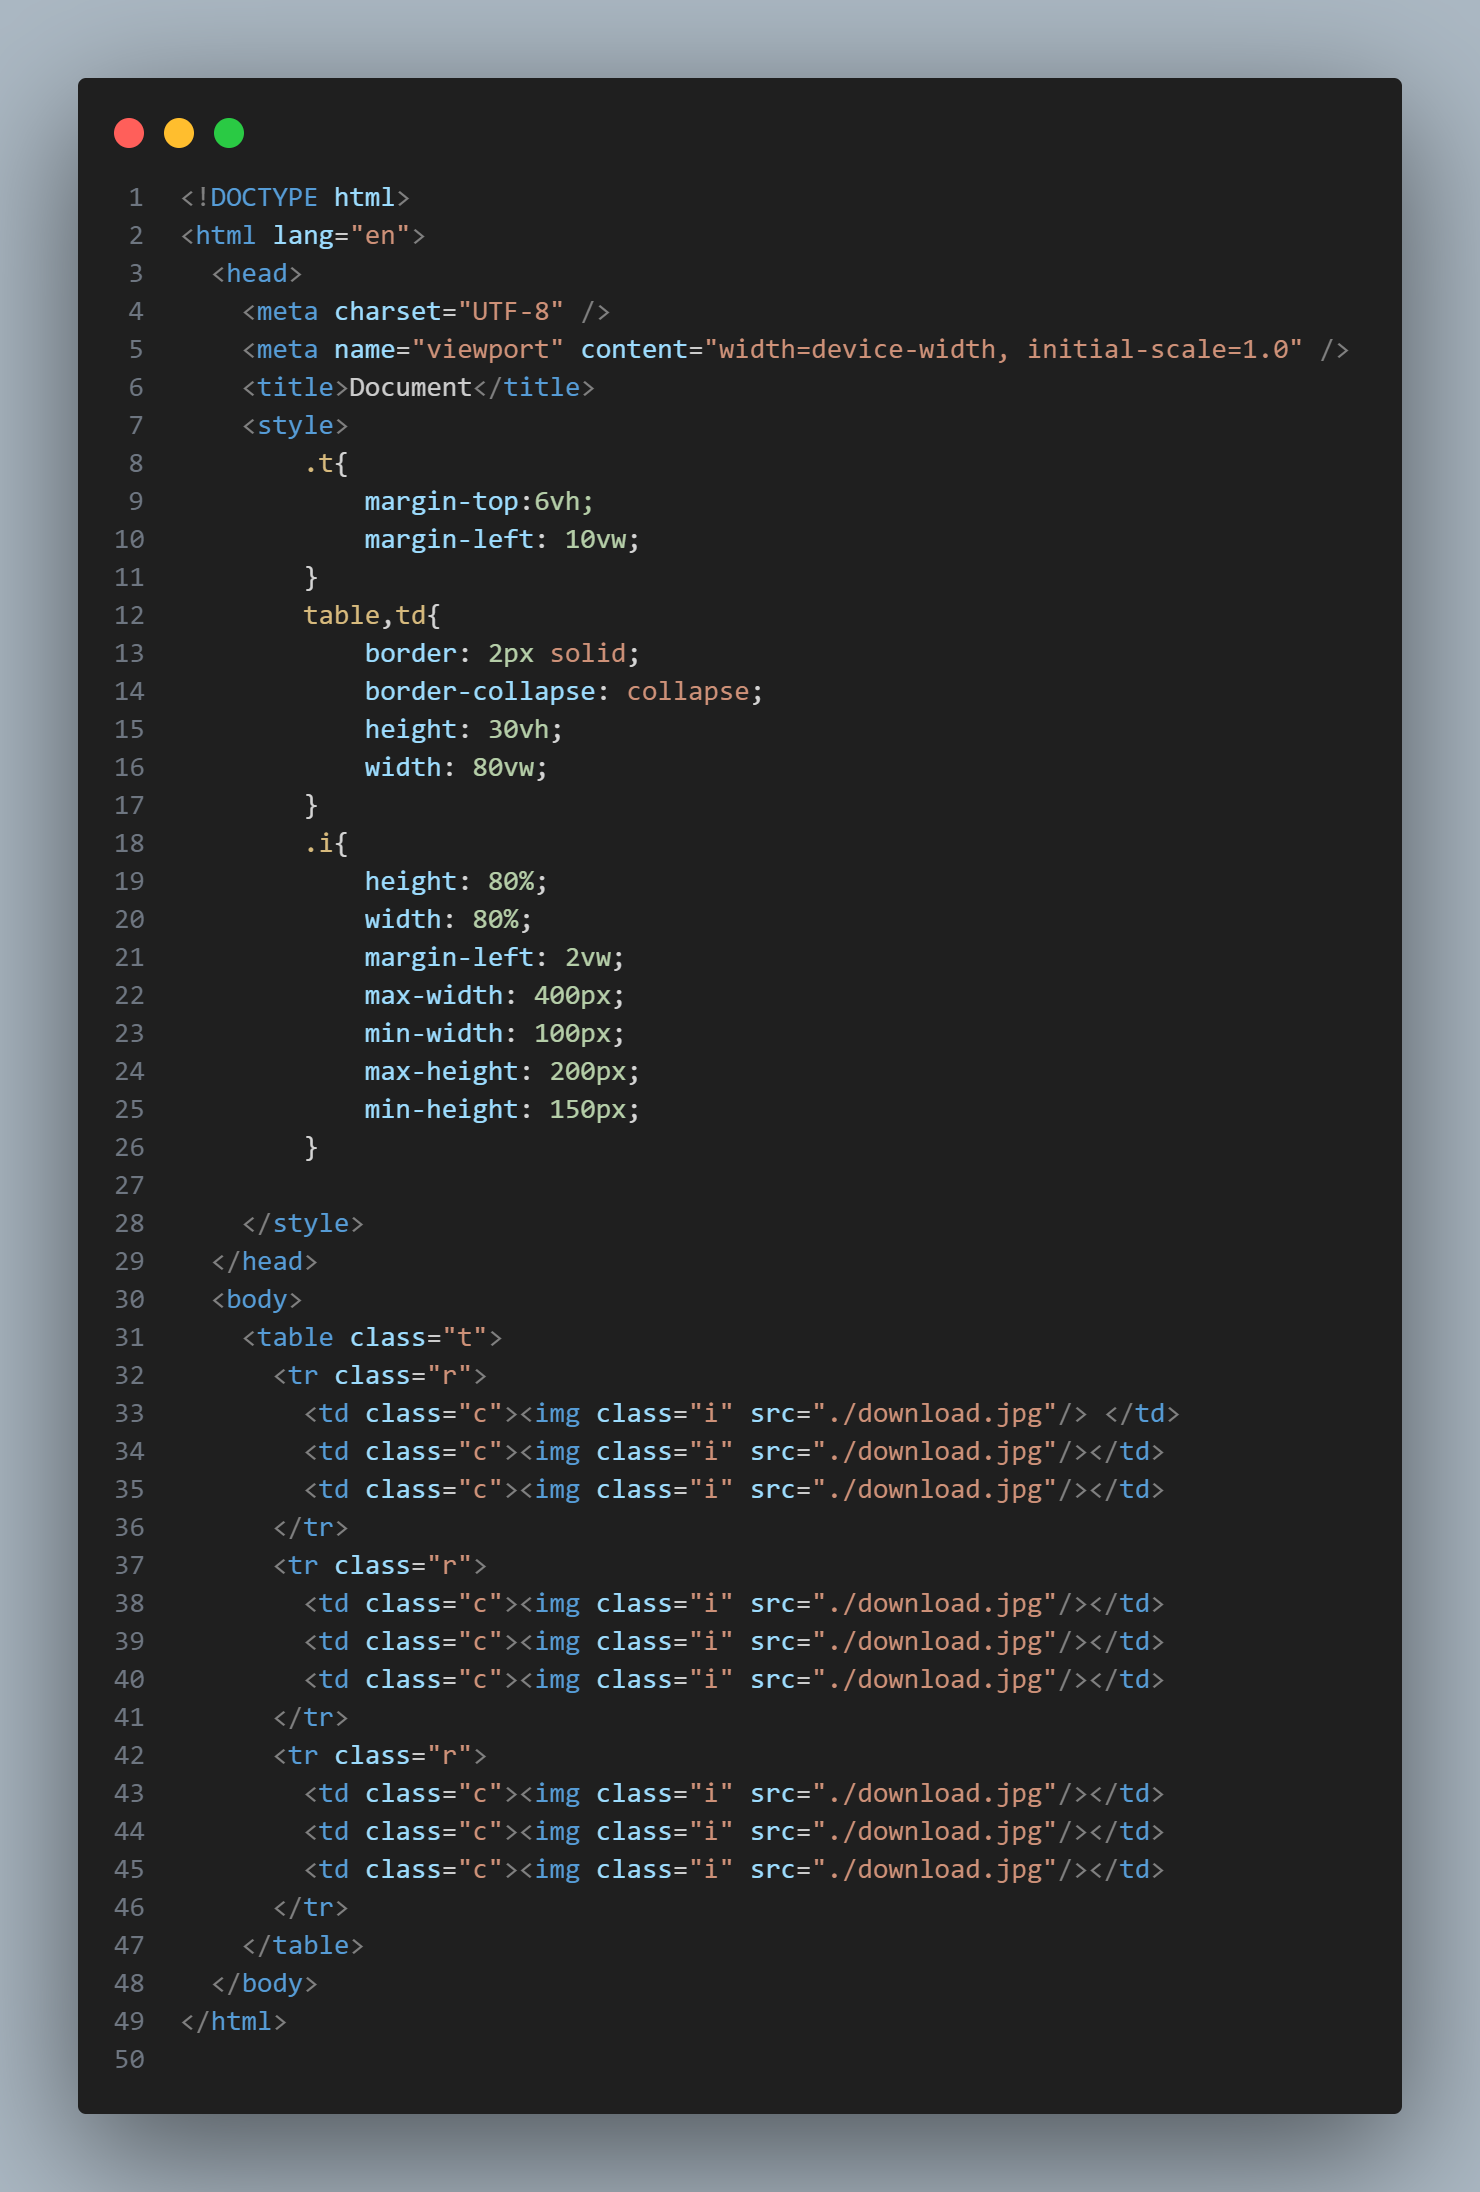 1 <!DOCTYPE html>
2 <html lang="en">
3   <head>
4     <meta charset="UTF-8" />
5     <meta name="viewport" content="width=device-width, initial-scale=1.0" />
6     <title>Document</title>
7     <style>
8         .t{
9             margin-top:6vh;
10             margin-left: 10vw;
11         }
12         table,td{
13             border: 2px solid;
14             border-collapse: collapse;
15             height: 30vh;
16             width: 80vw;
17         }
18         .i{
19             height: 80%;
20             width: 80%;
21             margin-left: 2vw;
22             max-width: 400px;
23             min-width: 100px;
24             max-height: 200px;
25             min-height: 150px;
26         }
27
28     </style>
29   </head>
30   <body>
31     <table class="t">
32       <tr class="r">
33         <td class="c"><img class="i" src="./download.jpg"/> </td>
34         <td class="c"><img class="i" src="./download.jpg"/></td>
35         <td class="c"><img class="i" src="./download.jpg"/></td>
36       </tr>
37       <tr class="r">
38         <td class="c"><img class="i" src="./download.jpg"/></td>
39         <td class="c"><img class="i" src="./download.jpg"/></td>
40         <td class="c"><img class="i" src="./download.jpg"/></td>
41       </tr>
42       <tr class="r">
43         <td class="c"><img class="i" src="./download.jpg"/></td>
44         <td class="c"><img class="i" src="./download.jpg"/></td>
45         <td class="c"><img class="i" src="./download.jpg"/></td>
46       </tr>
47     </table>
48   </body>
49 </html>
50